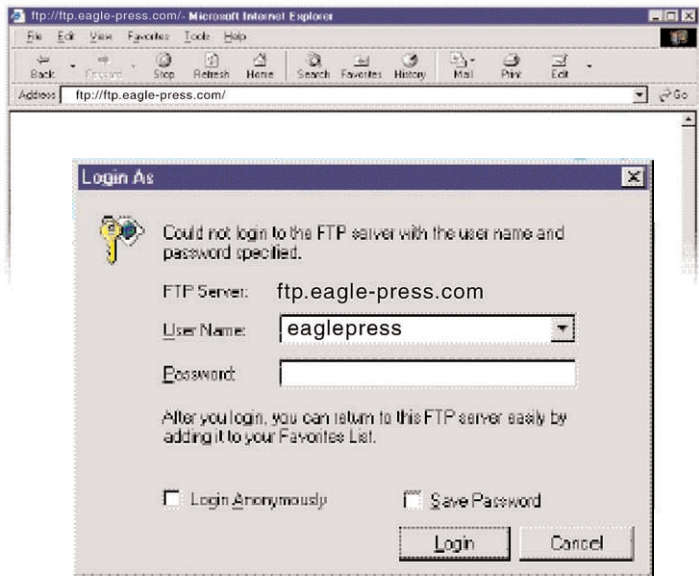 ftp://ftp.eagle-press.com/- Microsoft Internet Explorer
File Edit View Favorites Tools Help
Back Forward Stop Refresh Home Search Favorites History Mail Print Edit
Address ftp://ftp.eagle-press.com/ Go
Login As
Could not login to the FTP server with the user name and
password specified.
FTP Server: ftp.eagle-press.com
User Name: eaglepress
Password:
After you login, you can return to this FTP server easily by
adding it to your Favorites List.
Login Anonymously Save Password
Login Cancel